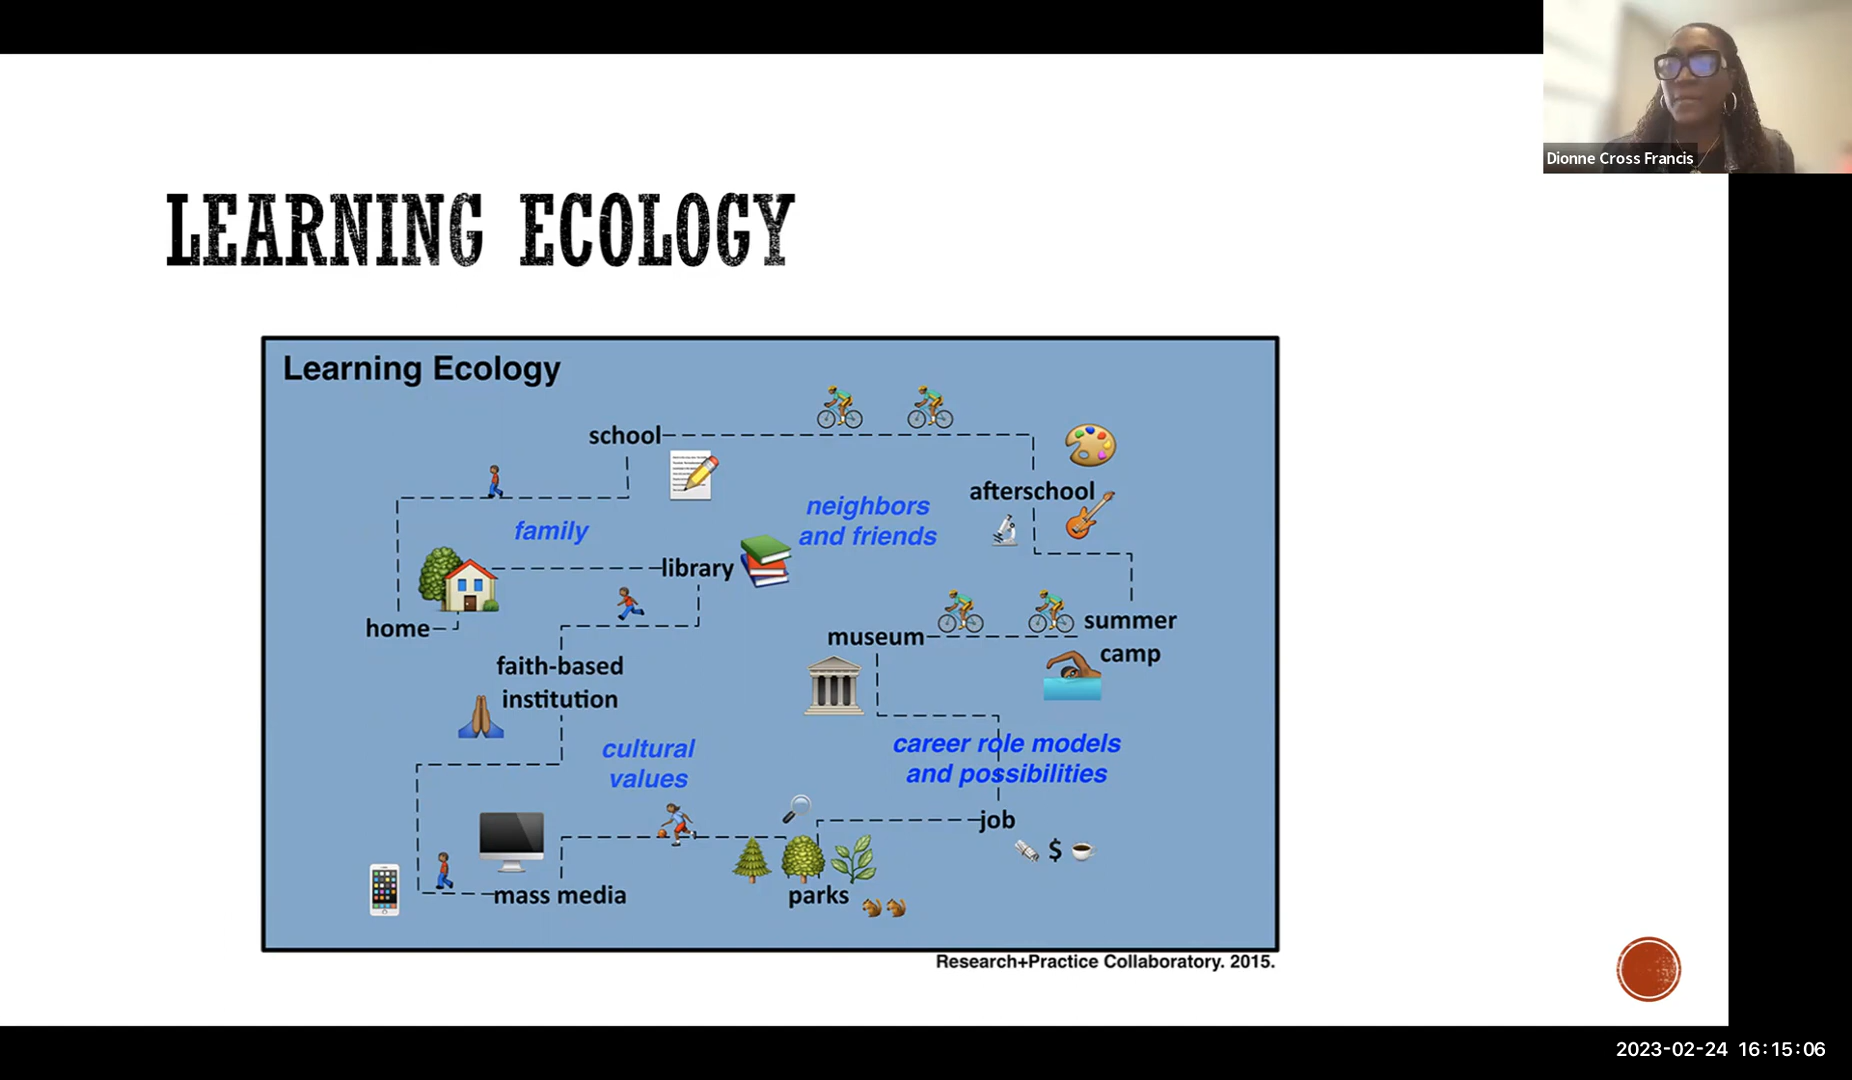 Dionne Cross Francis
LEARNING ECOLOGY
Learning Ecology
school
afterschool
neighbors
and friends
family
library
home
summer
camp
museum
faith-based
institution
cultural
values
career role models
and possibilities
job
$
mass media
parks
Research+Practice Collaboratory. 2015.
2023-02-24 16:15:06